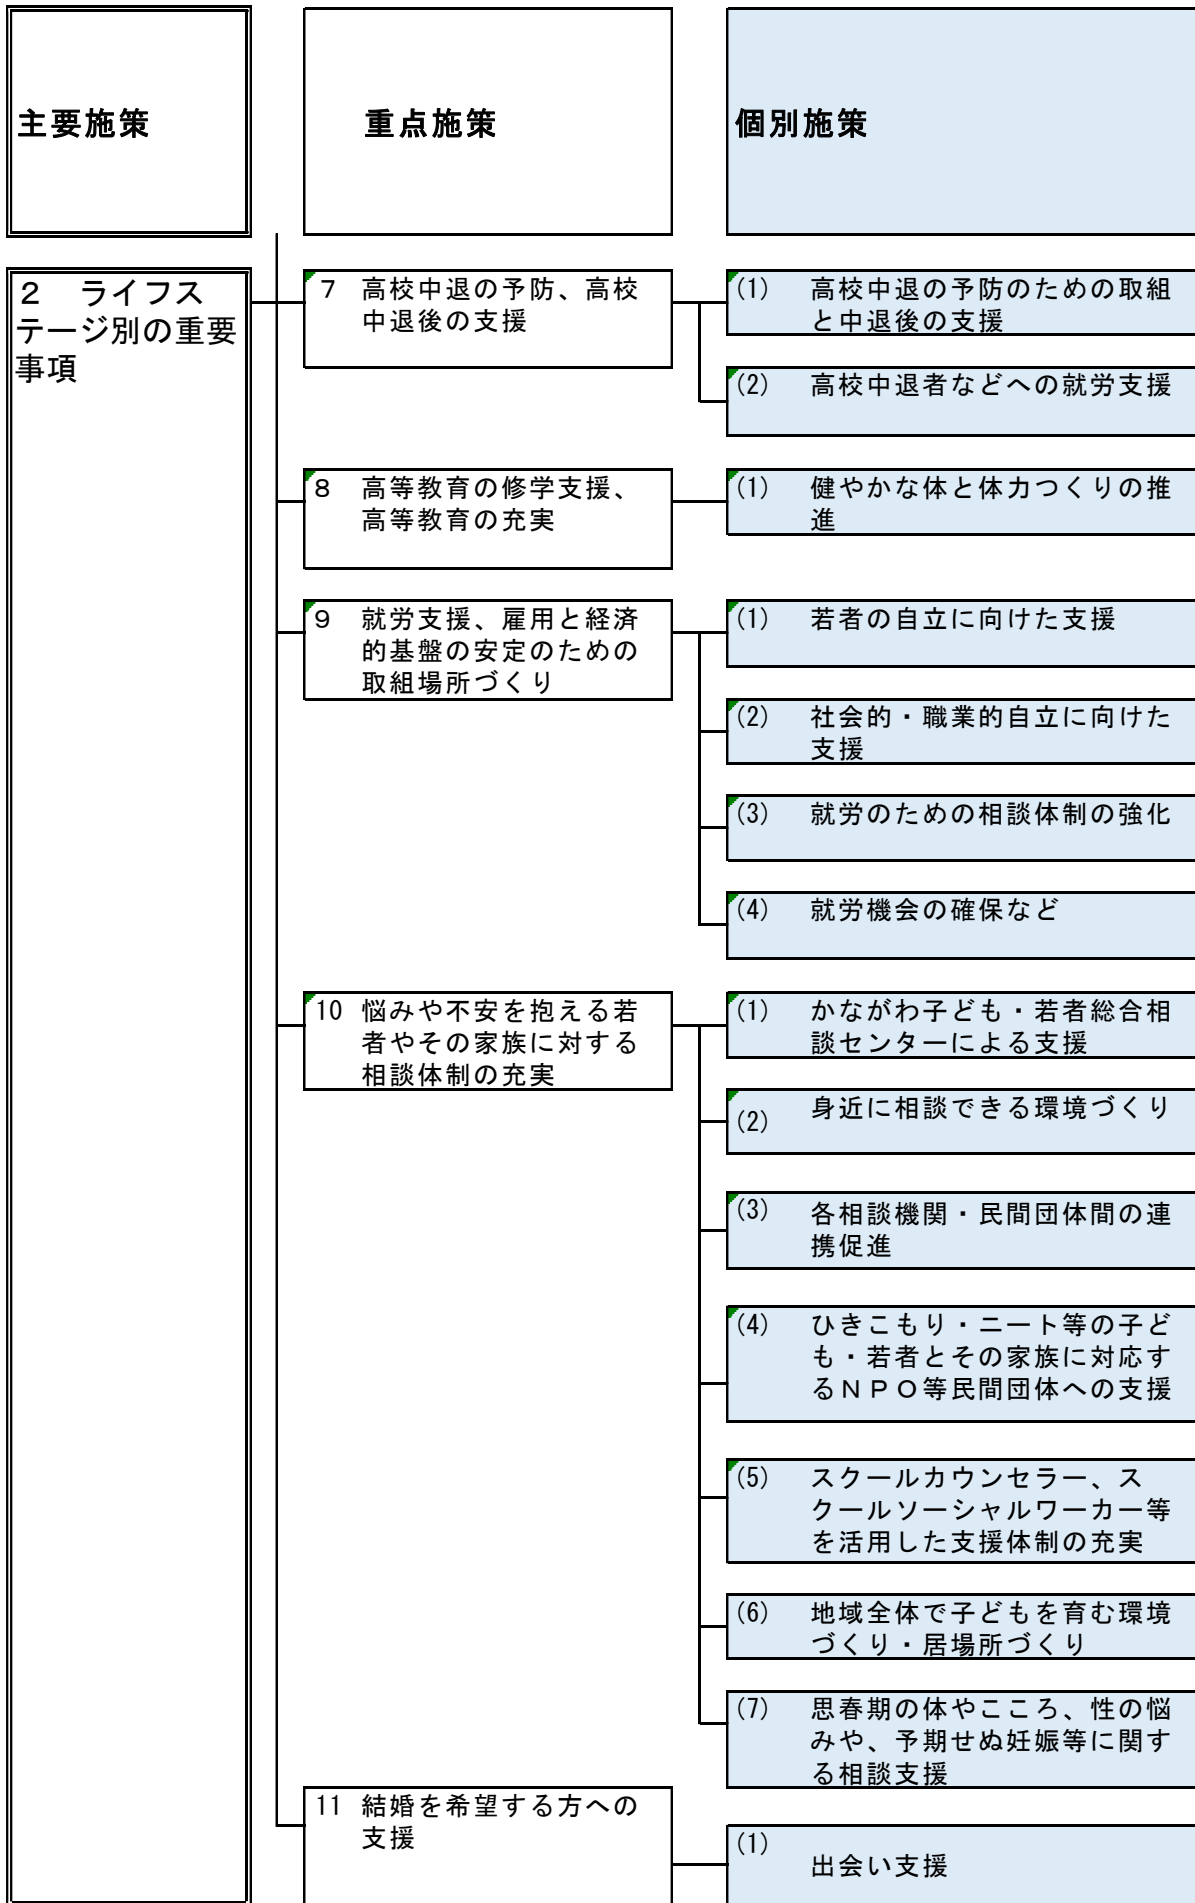 主要施策
重点施策
個別施策
２　ライフス
テージ別の重要
事項
7 高校中退の予防、高校
中退後の支援
(1) 高校中退の予防のための取組
と中退後の支援
(2) 高校中退者などへの就労支援
8 高等教育の修学支援、
高等教育の充実
(1) 健やかな体と体力つくりの推
進
9 就労支援、雇用と経済
的基盤の安定のための
取組場所づくり
(1) 若者の自立に向けた支援
(2) 社会的・職業的自立に向けた
支援
(3) 就労のための相談体制の強化
(4) 就労機会の確保など
10 悩みや不安を抱える若
者やその家族に対する
相談体制の充実
(1) かながわ子ども・若者総合相
談センターによる支援
(2) 身近に相談できる環境づくり
(3) 各相談機関・民間団体間の連
携促進
(4) ひきこもり・ニート等の子ど
も・若者とその家族に対応す
るＮＰＯ等民間団体への支援
(5) スクールカウンセラー、ス
クールソーシャルワーカー等
を活用した支援体制の充実
(6) 地域全体で子どもを育む環境
づくり・居場所づくり
(7) 思春期の体やこころ、性の悩
みや、予期せぬ妊娠等に関す
る相談支援
11 結婚を希望する方への
支援
(1) 出会い支援